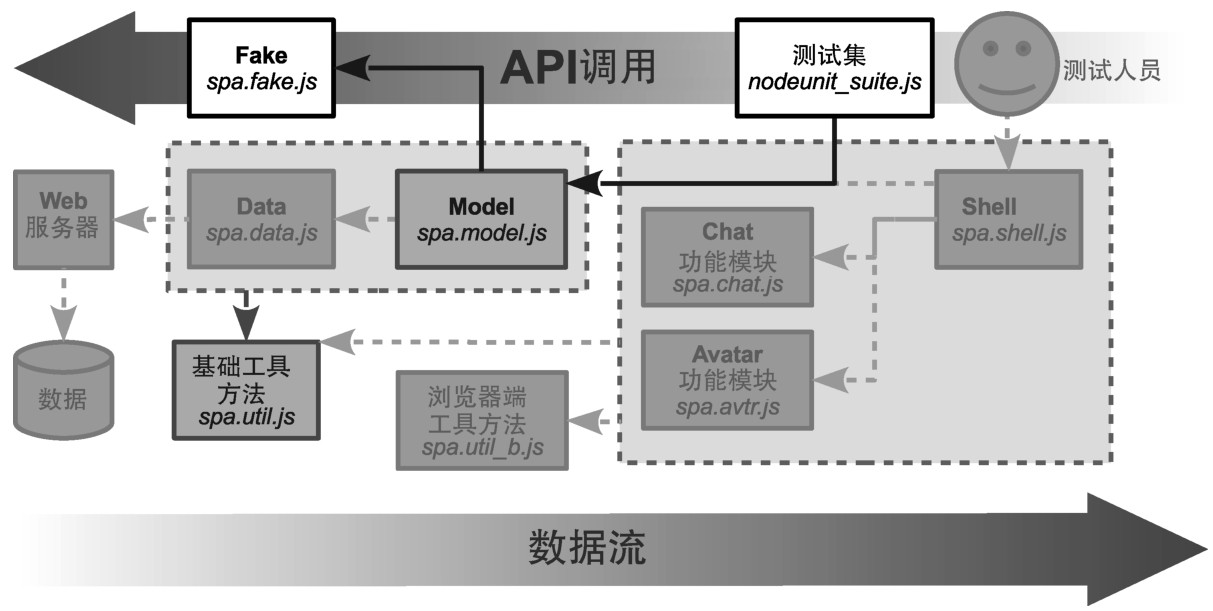 Fake
spa.fake.js
API调用
测试集
nodeunit_suite.js
测试人员
Web
服务器
Data
spa.data.js
Model
spa.model.js
Chat
功能模块
spa.chat.js
Shell
spa.shell.js
数据
基础工具
方法
spa.util.js
浏览器端
工具方法
spa.util_b.js
Avatar
功能模块
spa.avtr.js
数据流